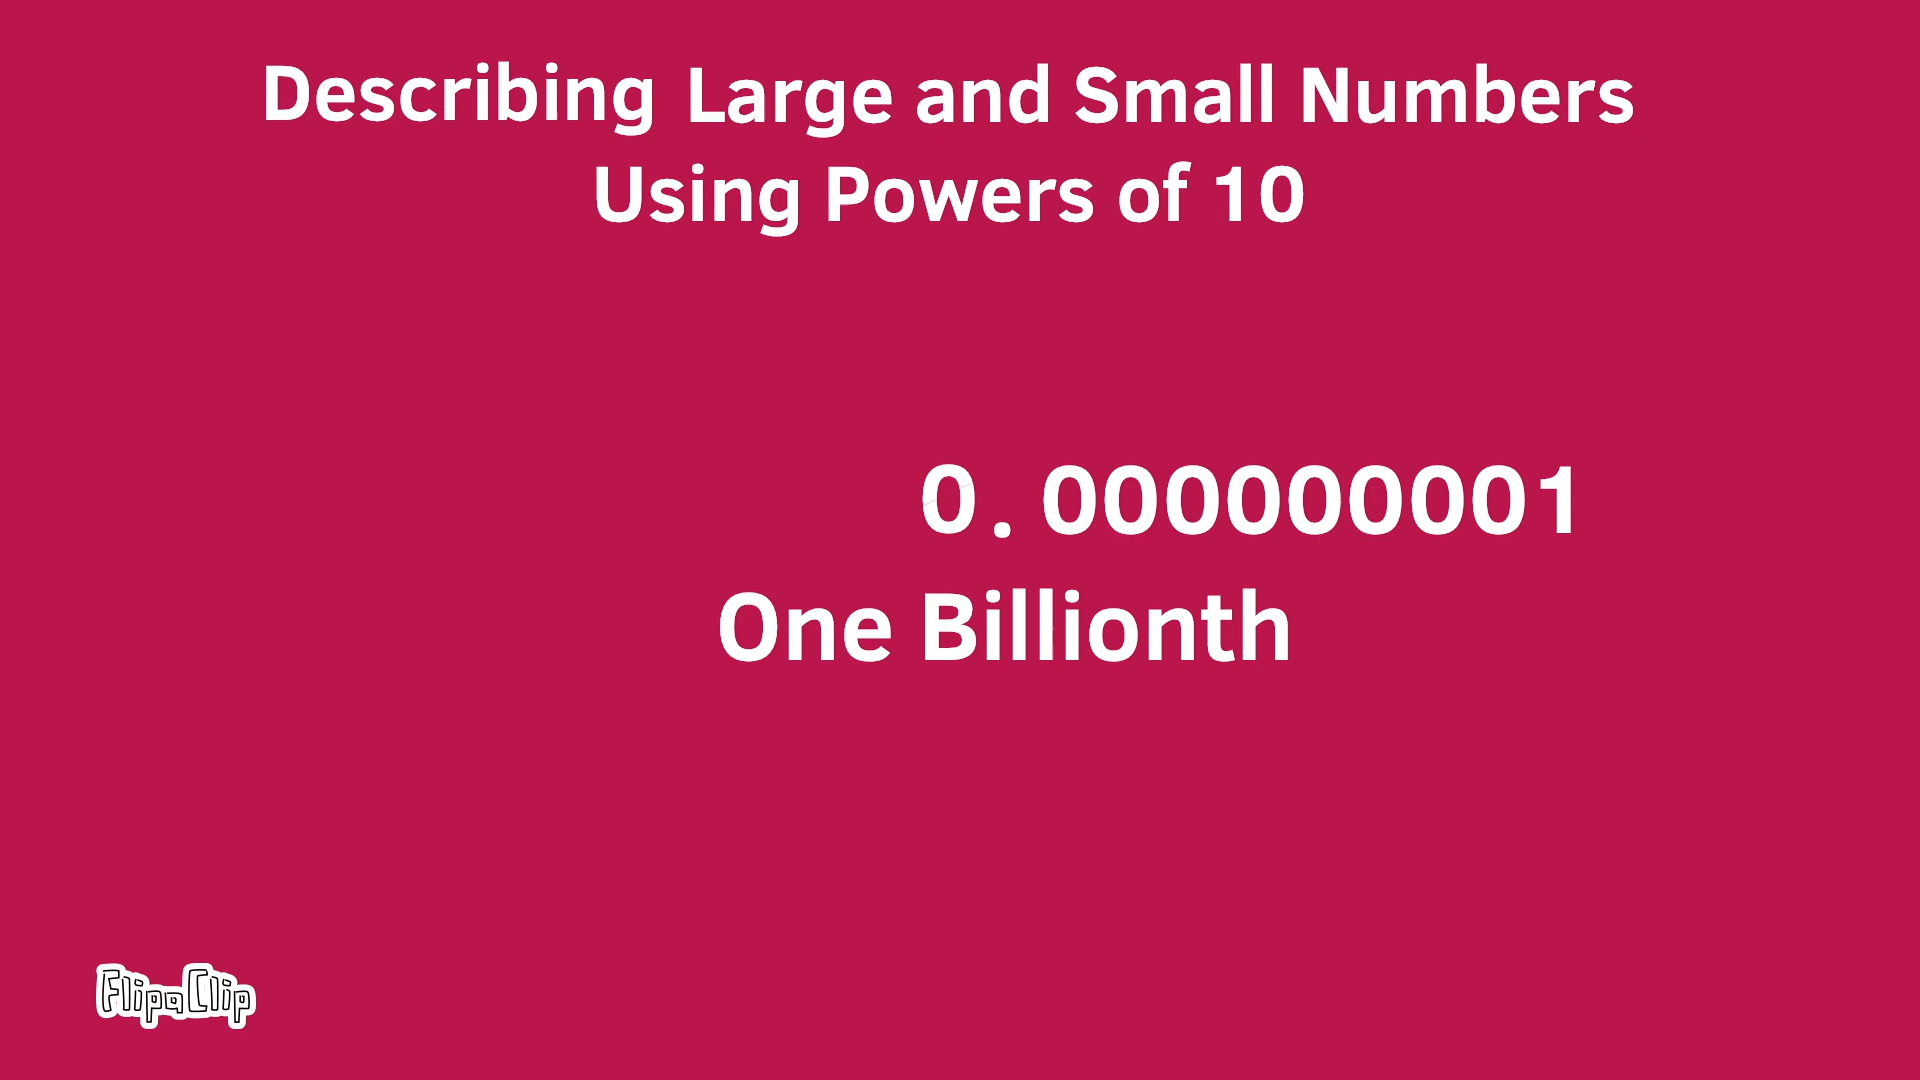 Describing Large and Small Numbers
Using Powers of 10
0.000000001
One Billionth
FlipaClip